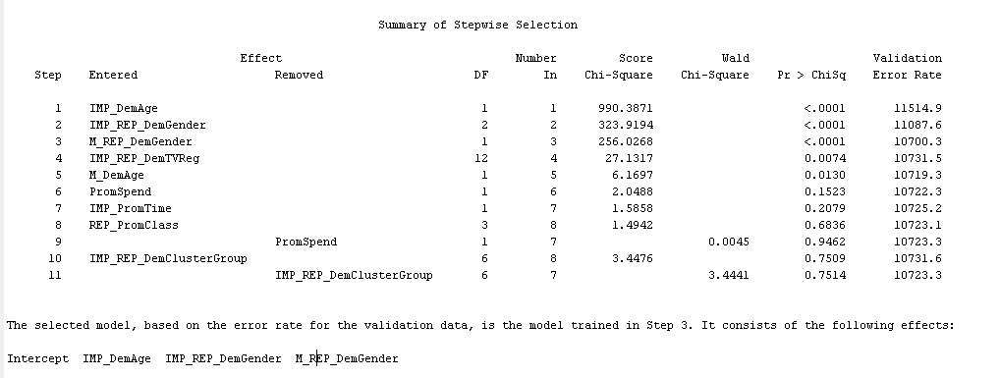 Summary of Stepwise Selection
Effect Number Score Wald Validation
Step Entered Removed DF In Chi-Square Chi-Square Pr > ChiSq Error Rate
1 IMP_DemAge 1 1 990.3871 <.0001 11514.9
2 IMP_REP_DemGender 2 2 323.9194 <.0001 11087.6
3 M_REP_DemGender 1 3 256.0268 <.0001 10700.3
4 IMP_REP_DemTVReg 12 4 27.1317 0.0074 10731.5
5 M_DemAge 1 5 6.1697 0.0130 10719.3
6 PromSpend 1 6 2.0488 0.1523 10722.3
7 IMP_PromTime 1 7 1.5858 0.2079 10725.2
8 REP_PromClass 3 8 1.4942 0.6836 10723.1
9 PromSpend 1 7 0.0045 0.9462 10723.3
10 IMP_REP_DemClusterGroup 6 8 3.4476 0.7509 10731.6
11 IMP_REP_DemClusterGroup 6 7 3.4441 0.7514 10723.3
The selected model, based on the error rate for the validation data, is the model trained in Step 3. It consists of the following effects:
Intercept IMP_DemAge IMP_REP_DemGender M_REP_DemGender